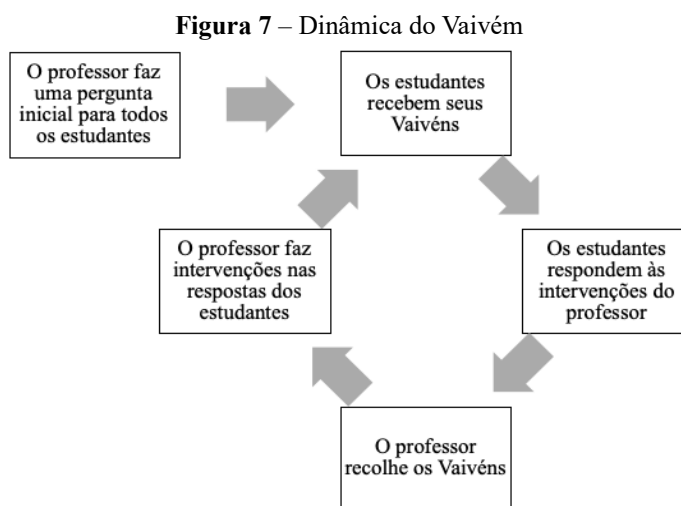 Figura 7 – Dinâmica do Vaivém
O professor faz
uma pergunta
inicial para todos
os estudantes
Os estudantes
recebem seus
Vaivéns
Os estudantes
respondem às
intervenções do
professor
O professor
recolhe os Vaivéns
O professor faz
intervenções nas
respostas dos
estudantes